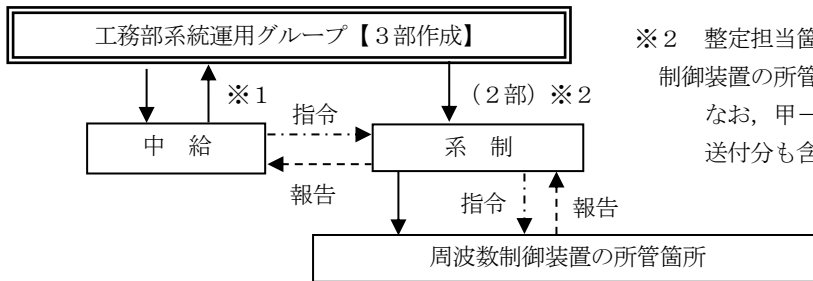 工務部系統運用グループ【３部作成】
※２　整定担当箇
制御装置の所管
なお，甲－
送付分も含
※１
（２部）※２
指令
中　給
系　制
報告
指令
報告
周波数制御装置の所管箇所